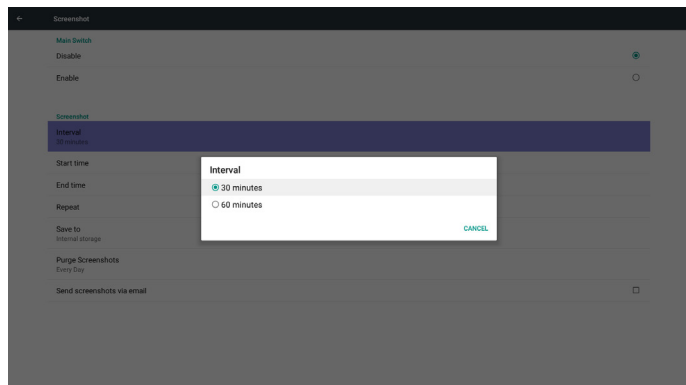 Screenshot
Main Switch
Disable
Enable
Screenshot
Interval
30 minutes
Start time
End time
Repeat
Save to
Internal storage
Purge Screenshots
Every Day
Send screenshots via email
Interval
30 minutes
60 minutes
CANCEL